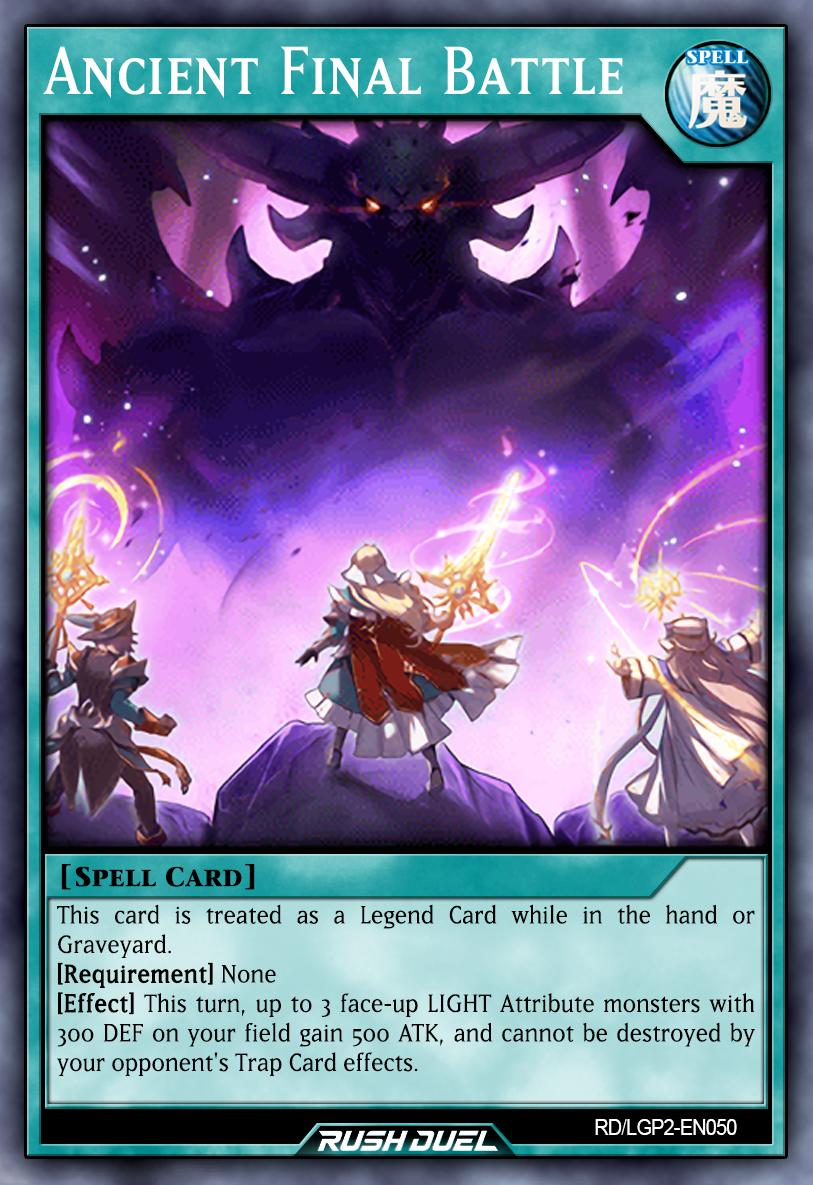 Ancient Final Battle
SPELL
魔
[Spell Card]
This card is treated as a Legend Card while in the hand or
Graveyard.
[Requirement] None
[Effect] This turn, up to 3 face-up LIGHT Attribute monsters with
300 DEF on your field gain 500 ATK, and cannot be destroyed by
your opponent's Trap Card effects.
RD/LGP2-EN050
RUSH DUEL